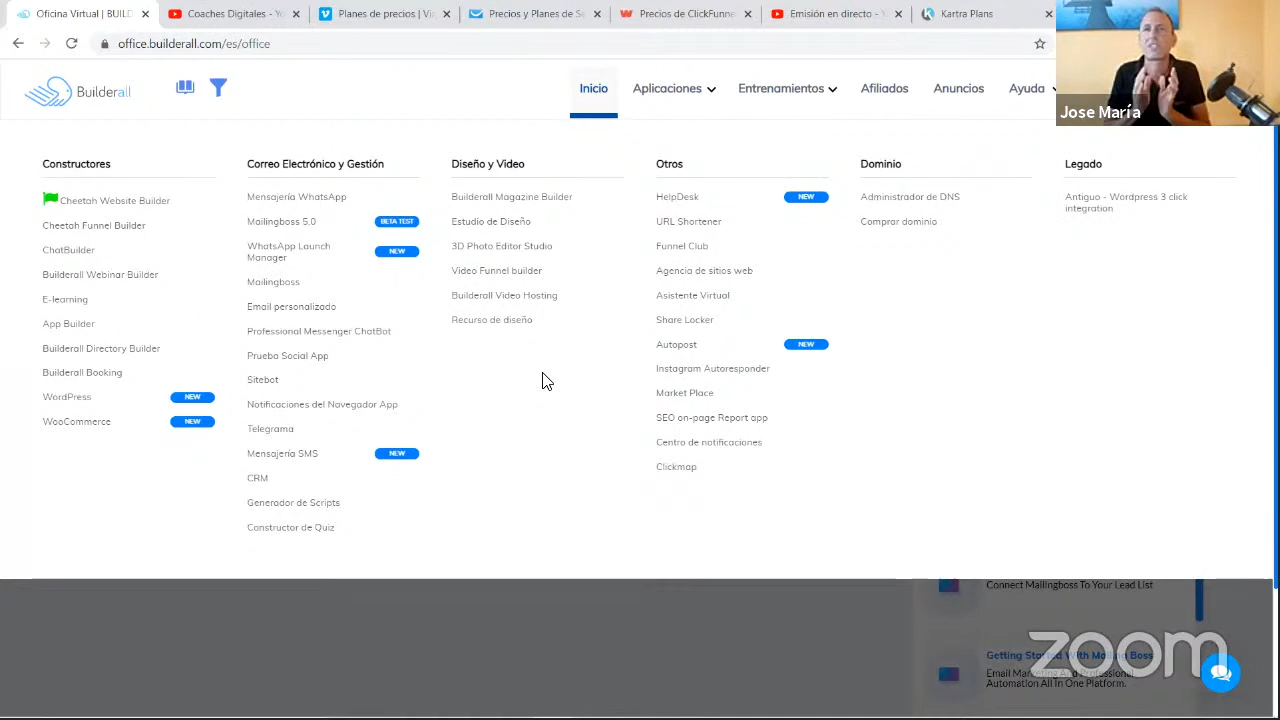 Oficina Virtual | BUILD
Coaches Digitales - Yo
Planes de precios | Vi
Precios y Planes de Se
Precios de ClickFunne
Emisión en directo - Y
Kartra Plans
office.builderall.com/es/office
Builderall
Inicio
Aplicaciones
Entrenamientos
Afiliados
Anuncios
Ayuda
Jose María
Constructores
Cheetah Website Builder
Cheetah Funnel Builder
ChatBuilder
Builderall Webinar Builder
E-learning
App Builder
Builderall Directory Builder
Builderall Booking
WordPress NEW
WooCommerce NEW
Correo Electrónico y Gestión
Mensajería WhatsApp
Mailingboss 5.0 BETA TEST
WhatsApp Launch
Manager NEW
Mailingboss
Email personalizado
Professional Messenger ChatBot
Prueba Social App
Sitebot
Notificaciones del Navegador App
Telegrama
Mensajería SMS NEW
CRM
Generador de Scripts
Constructor de Quiz
Diseño y Video
Builderall Magazine Builder
Estudio de Diseño
3D Photo Editor Studio
Video Funnel builder
Builderall Video Hosting
Recurso de diseño
Otros
HelpDesk NEW
URL Shortener
Funnel Club
Agencia de sitios web
Asistente Virtual
Share Locker
Autopost NEW
Instagram Autoresponder
Market Place
SEO on-page Report app
Centro de notificaciones
Clickmap
Dominio
Administrador de DNS
Comprar dominio
Legado
Antiguo - Wordpress 3 click
integration
Connect Mailingboss To Your Lead List
Getting Started With Mailing Boss
Email Marketing And Professional
Automation All In One Platform.
zoom